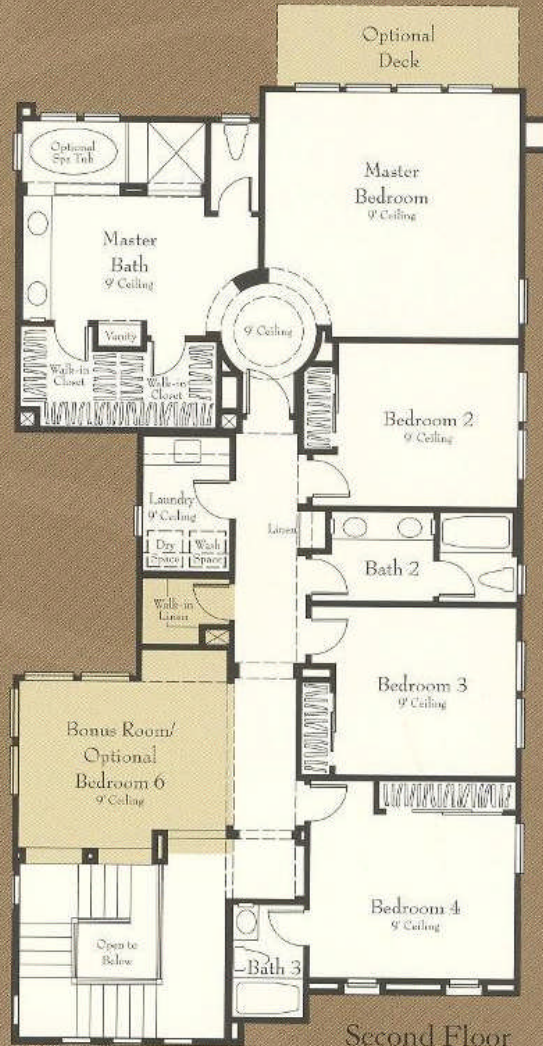 Optional
Deck
Optional
Spa Tub
Master
Bedroom
9' Ceiling
Master
Bath
9' Ceiling
9' Ceiling
Vanity
Walk-in
Closet
Walk-in
Closet
Bedroom 2
9' Ceiling
Laundry
9' Ceiling
Linen
Dry
Space
Wash
Space
Bath 2
Walk-in
Linen
Bedroom 3
9' Ceiling
Bonus Room/
Optional
Bedroom 6
9' Ceiling
Bedroom 4
9' Ceiling
Open to
Below
Bath 3
Second Floor